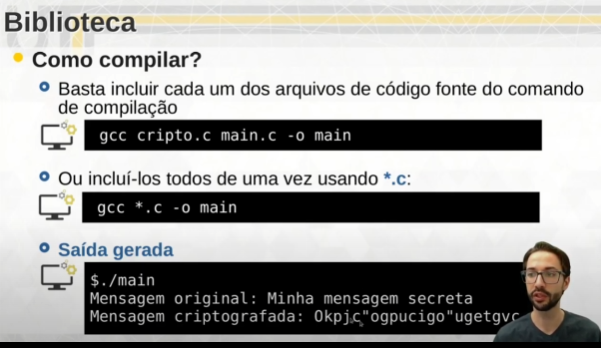 Biblioteca
Como compilar?
Basta incluir cada um dos arquivos de código fonte do comando
de compilação
gcc cripto.c main.c -o main
Ou incluí-los todos de uma vez usando *.c:
gcc *.c -o main
Saída gerada
$./main
Mensagem original: Minha mensagem secreta
Mensagem criptografada: Okpjc"ogpucigo"ugetgvc